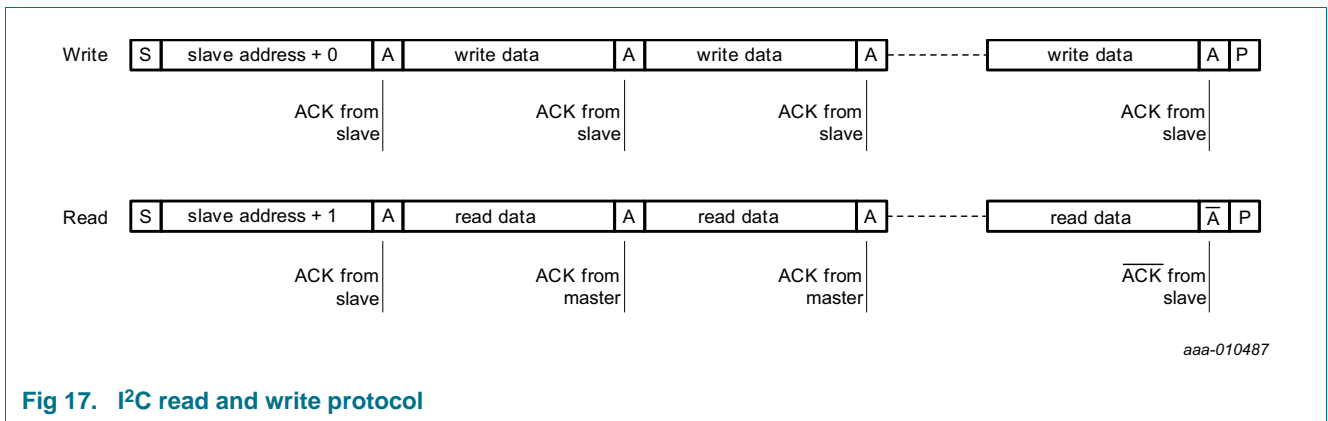 Write S slave address + 0 A write data A write data A write data A P
ACK from ACK from ACK from ACK from
slave slave slave slave
Read S slave address + 1 A read data A read data A read data A̅ P
ACK from ACK from ACK from A̅C̅K̅ from
slave master master slave
aaa-010487
Fig 17. I²C read and write protocol